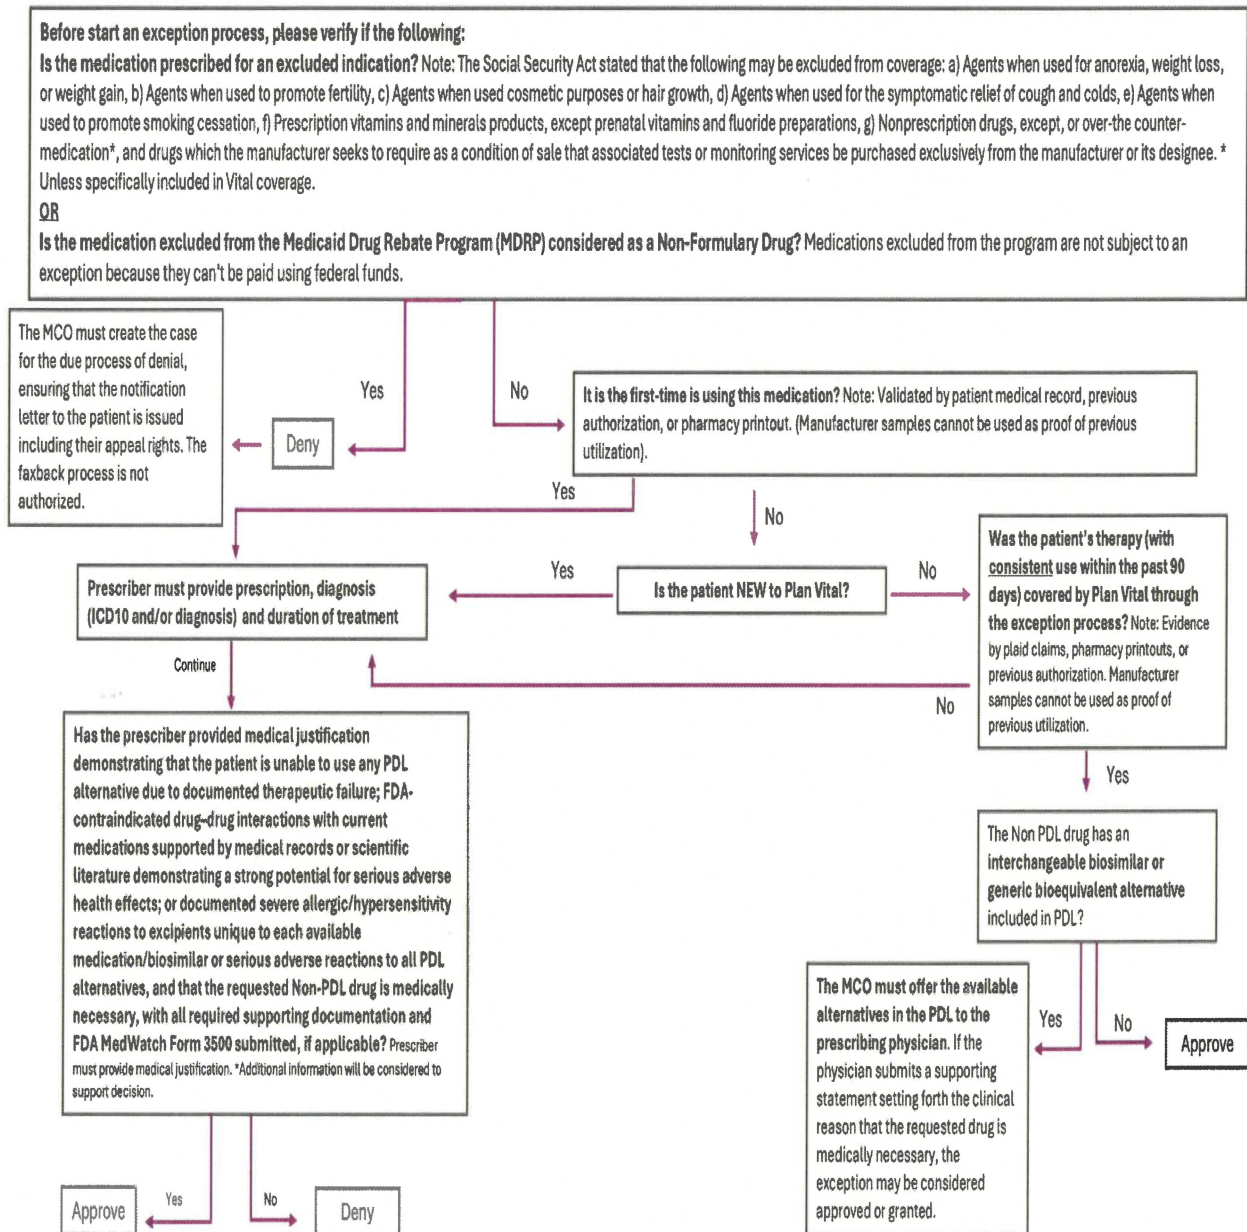 Before start an exception process, please verify if the following:
Is the medication prescribed for an excluded indication? Note: The Social Security Act stated that the following may be excluded from coverage: a) Agents when used for anorexia, weight loss,
or weight gain, b) Agents when used to promote fertility, c) Agents when used cosmetic purposes or hair growth, d) Agents when used for the symptomatic relief of cough and colds, e) Agents when
used to promote smoking cessation, f) Prescription vitamins and minerals products, except prenatal vitamins and fluoride preparations, g) Nonprescription drugs, except, or over-the counter-
medication*, and drugs which the manufacturer seeks to require as a condition of sale that associated tests or monitoring services be purchased exclusively from the manufacturer or its designee. *
Unless specifically included in Vital coverage.
OR
Is the medication excluded from the Medicaid Drug Rebate Program (MDRP) considered as a Non-Formulary Drug? Medications excluded from the program are not subject to an
exception because they can't be paid using federal funds.
The MCO must create the case
for the due process of denial,
ensuring that the notification
letter to the patient is issued
including their appeal rights. The
faxback process is not
authorized.
Yes
Deny
No
It is the first-time is using this medication? Note: Validated by patient medical record, previous
authorization, or pharmacy printout. (Manufacturer samples cannot be used as proof of previous
utilization).
Yes
No
Prescriber must provide prescription, diagnosis
(ICD10 and/or diagnosis) and duration of treatment
Yes
Is the patient NEW to Plan Vital?
No
Was the patient's therapy (with
consistent use within the past 90
days) covered by Plan Vital through
the exception process? Note: Evidence
by plaid claims, pharmacy printouts, or
previous authorization. Manufacturer
samples cannot be used as proof of
previous utilization.
Continue
No
Yes
Has the prescriber provided medical justification
demonstrating that the patient is unable to use any PDL
alternative due to documented therapeutic failure; FDA-
contraindicated drug–drug interactions with current
medications supported by medical records or scientific
literature demonstrating a strong potential for serious adverse
health effects; or documented severe allergic/hypersensitivity
reactions to excipients unique to each available
medication/biosimilar or serious adverse reactions to all PDL
alternatives, and that the requested Non-PDL drug is medically
necessary, with all required supporting documentation and
FDA MedWatch Form 3500 submitted, if applicable? Prescriber
must provide medical justification. *Additional information will be considered to
support decision.
The Non PDL drug has an
interchangeable biosimilar or
generic bioequivalent alternative
included in PDL?
The MCO must offer the available
alternatives in the PDL to the
prescribing physician. If the
physician submits a supporting
statement setting forth the clinical
reason that the requested drug is
medically necessary, the
exception may be considered
approved or granted.
Yes
No
Approve
Approve
Yes
No
Deny